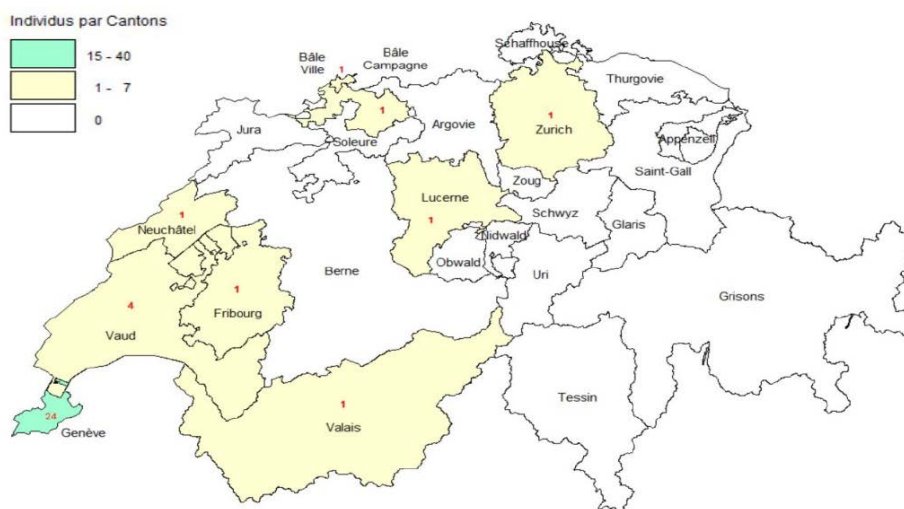 Individus par Cantons
15 - 40
1 - 7
0
Schaffhouse
Bâle
Ville
Bâle
Campagne
1
Thurgovie
1
1
Zurich
Jura
Argovie
Soleure
Appenzell
Saint-Gall
Zoug
Lucerne
1
Schwyz
Glaris
Nidwald
Obwald
Uri
1
Neuchâtel
Berne
1
Fribourg
Grisons
4
Vaud
1
Valais
Tessin
24
Genève